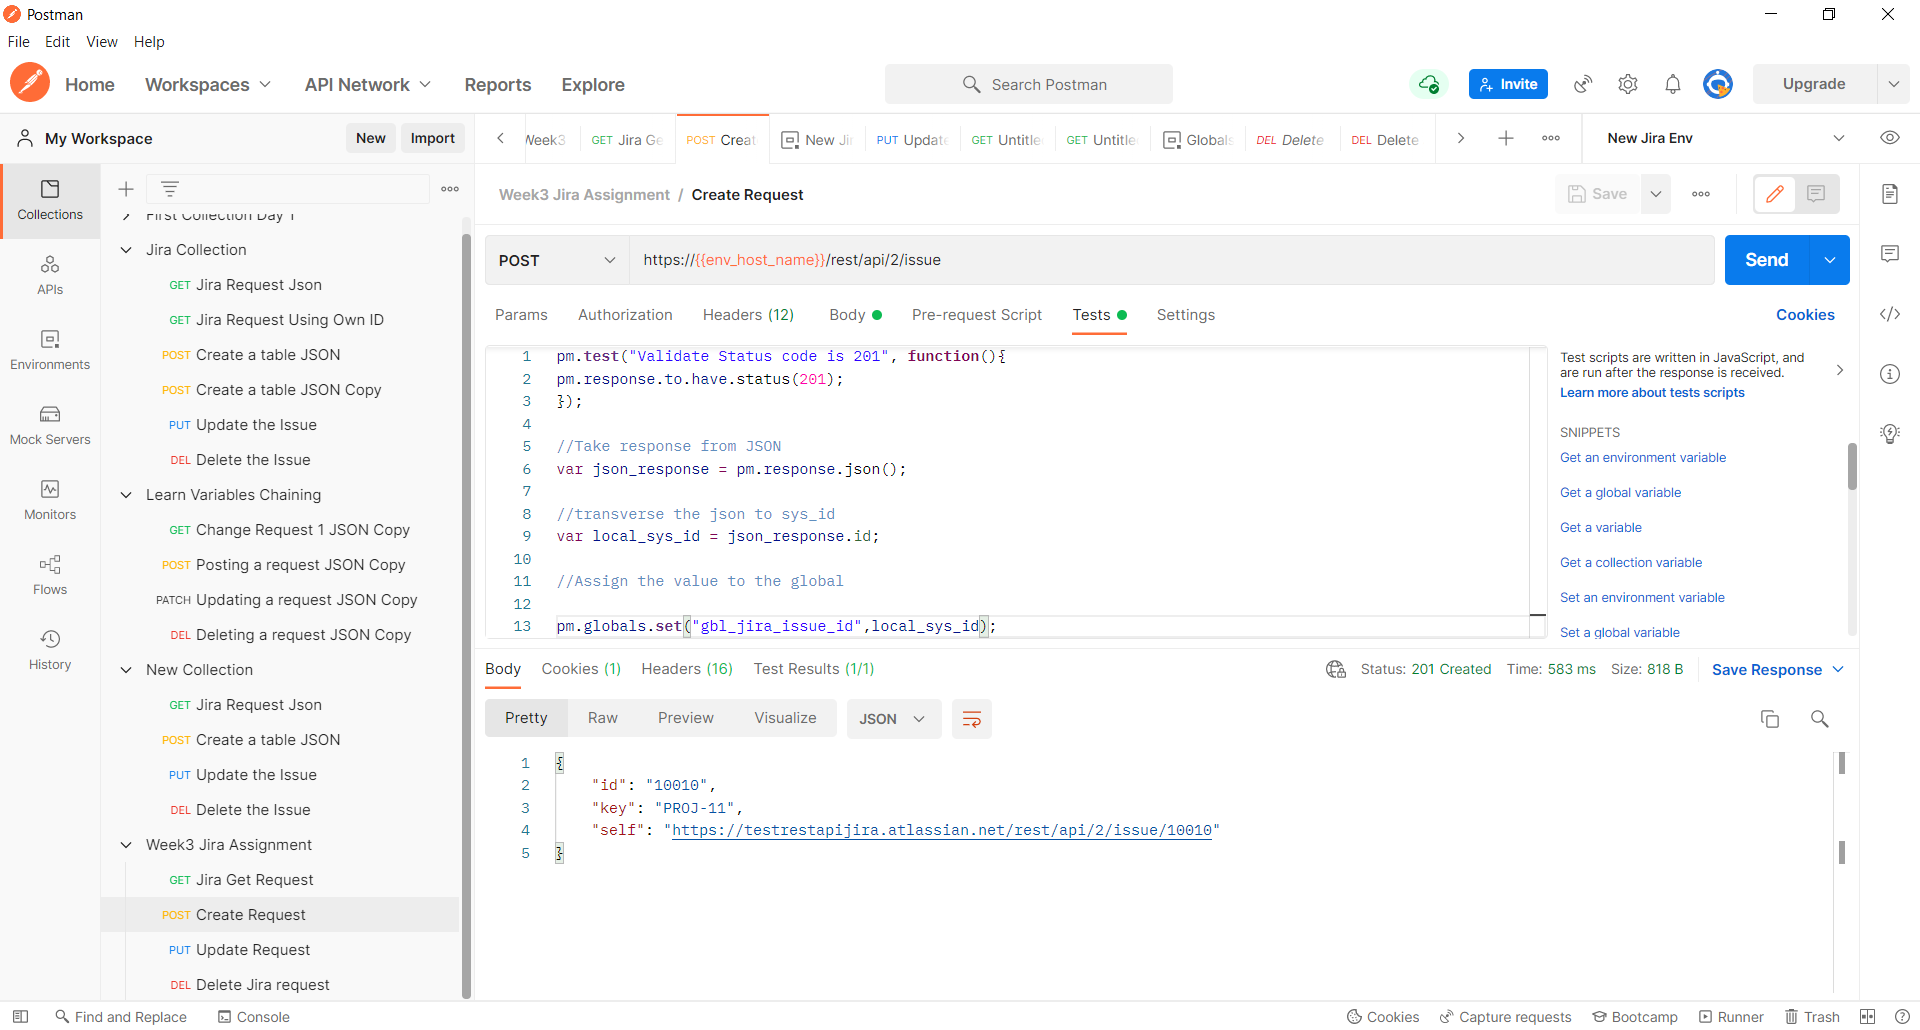 Postman
File Edit View Help
Home Workspaces API Network Reports Explore Search Postman Invite Upgrade
My Workspace New Import
Week3 GET Jira Ge POST Creat New Jir PUT Update GET Untitle GET Untitle Globals DEL Delete DEL Delete New Jira Env
Week3 Jira Assignment / Create Request Save
Collections
APIs
Environments
Mock Servers
Monitors
Flows
History
First Collection Day 1
Jira Collection
GET Jira Request Json
GET Jira Request Using Own ID
POST Create a table JSON
POST Create a table JSON Copy
PUT Update the Issue
DEL Delete the Issue
Learn Variables Chaining
GET Change Request 1 JSON Copy
POST Posting a request JSON Copy
PATCH Updating a request JSON Copy
DEL Deleting a request JSON Copy
New Collection
GET Jira Request Json
POST Create a table JSON
PUT Update the Issue
DEL Delete the Issue
Week3 Jira Assignment
GET Jira Get Request
POST Create Request
PUT Update Request
DEL Delete Jira request
POST https://{{env_host_name}}/rest/api/2/issue Send
Params Authorization Headers (12) Body Pre-request Script Tests Settings Cookies
1 pm.test("Validate Status code is 201", function(){
2 pm.response.to.have.status(201);
3 });
4
5 //Take response from JSON
6 var json_response = pm.response.json();
7
8 //transverse the json to sys_id
9 var local_sys_id = json_response.id;
10
11 //Assign the value to the global
12
13 pm.globals.set("gbl_jira_issue_id",local_sys_id);
Test scripts are written in JavaScript, and
are run after the response is received.
Learn more about tests scripts
SNIPPETS
Get an environment variable
Get a global variable
Get a variable
Get a collection variable
Set an environment variable
Set a global variable
Body Cookies (1) Headers (16) Test Results (1/1) Status: 201 Created Time: 583 ms Size: 818 B Save Response
Pretty Raw Preview Visualize JSON
1 {
2 "id": "10010",
3 "key": "PROJ-11",
4 "self": "https://testrestapijira.atlassian.net/rest/api/2/issue/10010"
5 }
Find and Replace Console Cookies Capture requests Bootcamp Runner Trash